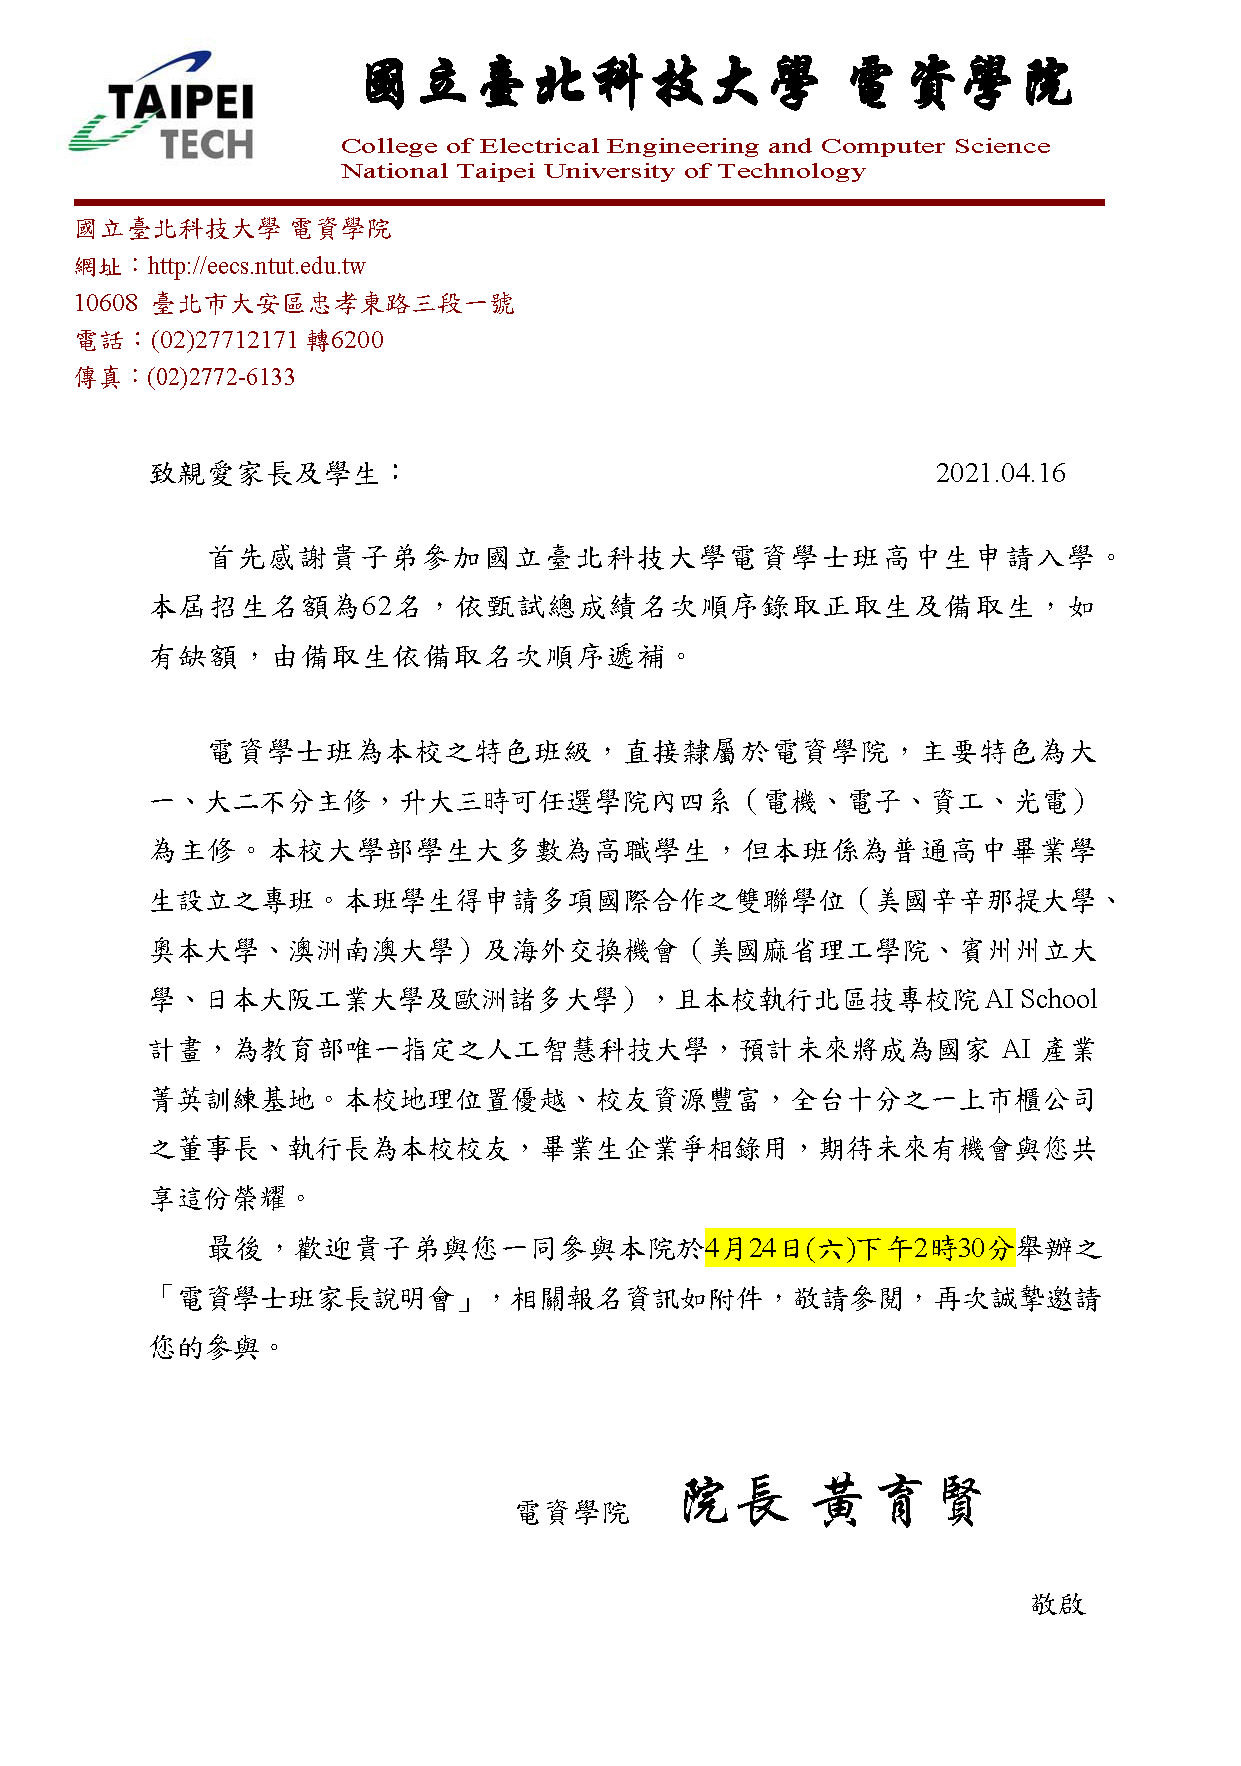 TAIPEI
TECH
國立臺北科技大學 電資學院
College of Electrical Engineering and Computer Science
National Taipei University of Technology
國立臺北科技大學 電資學院
網址：http://eecs.ntut.edu.tw
10608 臺北市大安區忠孝東路三段一號
電話：(02)27712171 轉6200
傳真：(02)2772-6133
致親愛家長及學生： 2021.04.16
首先感謝貴子弟參加國立臺北科技大學電資學士班高中生申請入學。
本屆招生名額為62名，依甄試總成績名次順序錄取正取生及備取生，如
有缺額，由備取生依備取名次順序遞補。
電資學士班為本校之特色班級，直接隸屬於電資學院，主要特色為大
一、大二不分主修，升大三時可任選學院內四系（電機、電子、資工、光電）
為主修。本校大學部學生大多數為高職學生，但本班係為普通高中畢業學
生設立之專班。本班學生得申請多項國際合作之雙聯學位（美國辛辛那提大學、
奧本大學、澳洲南澳大學）及海外交換機會（美國麻省理工學院、賓州州立大
學、日本大阪工業大學及歐洲諸多大學），且本校執行北區技專校院 AI School
計畫，為教育部唯一指定之人工智慧科技大學，預計未來將成為國家 AI 產業
菁英訓練基地。本校地理位置優越、校友資源豐富，全台十分之一上市櫃公司
之董事長、執行長為本校校友，畢業生企業爭相錄用，期待未來有機會與您共
享這份榮耀。
最後，歡迎貴子弟與您一同參與本院於4月24日(六)下午2時30分舉辦之
「電資學士班家長說明會」，相關報名資訊如附件，敬請參閱，再次誠摯邀請
您的參與。
電資學院 院長 黃育賢
敬啟